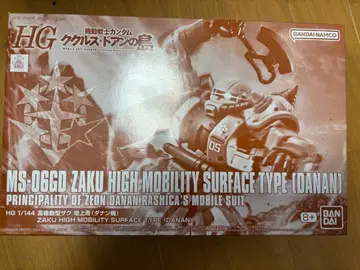 HG
機動戦士ガンダム
ククルス・ドアンの島
BANDAI NAMCO
05
MS-06GD ZAKU HIGH MOBILITY SURFACE TYPE (DANAN)
PRINCIPALITY OF ZEON DANAN RASHICA'S MOBILE SUIT
HG 1/144 高機動型ザク 地上用(ダナン機)
ZAKU HIGH MOBILITY SURFACE TYPE (DANAN)
8+
BANDAI